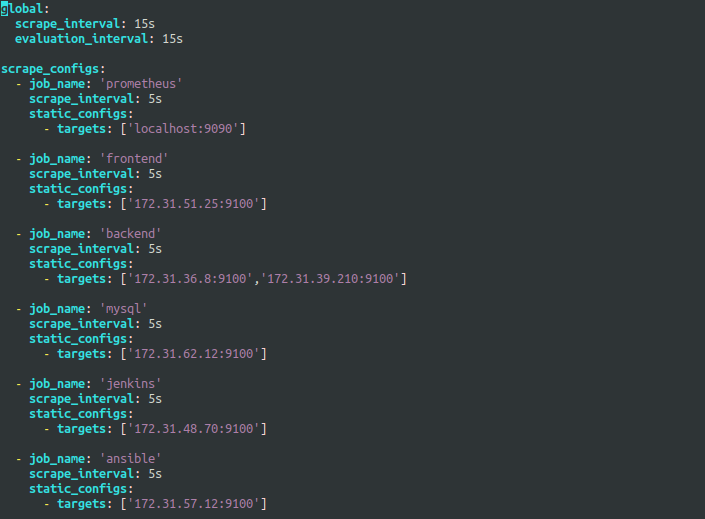 global:
  scrape_interval: 15s
  evaluation_interval: 15s

scrape_configs:
  - job_name: 'prometheus'
    scrape_interval: 5s
    static_configs:
      - targets: ['localhost:9090']

  - job_name: 'frontend'
    scrape_interval: 5s
    static_configs:
      - targets: ['172.31.51.25:9100']

  - job_name: 'backend'
    scrape_interval: 5s
    static_configs:
      - targets: ['172.31.36.8:9100','172.31.39.210:9100']

  - job_name: 'mysql'
    scrape_interval: 5s
    static_configs:
      - targets: ['172.31.62.12:9100']

  - job_name: 'jenkins'
    scrape_interval: 5s
    static_configs:
      - targets: ['172.31.48.70:9100']

  - job_name: 'ansible'
    scrape_interval: 5s
    static_configs:
      - targets: ['172.31.57.12:9100']